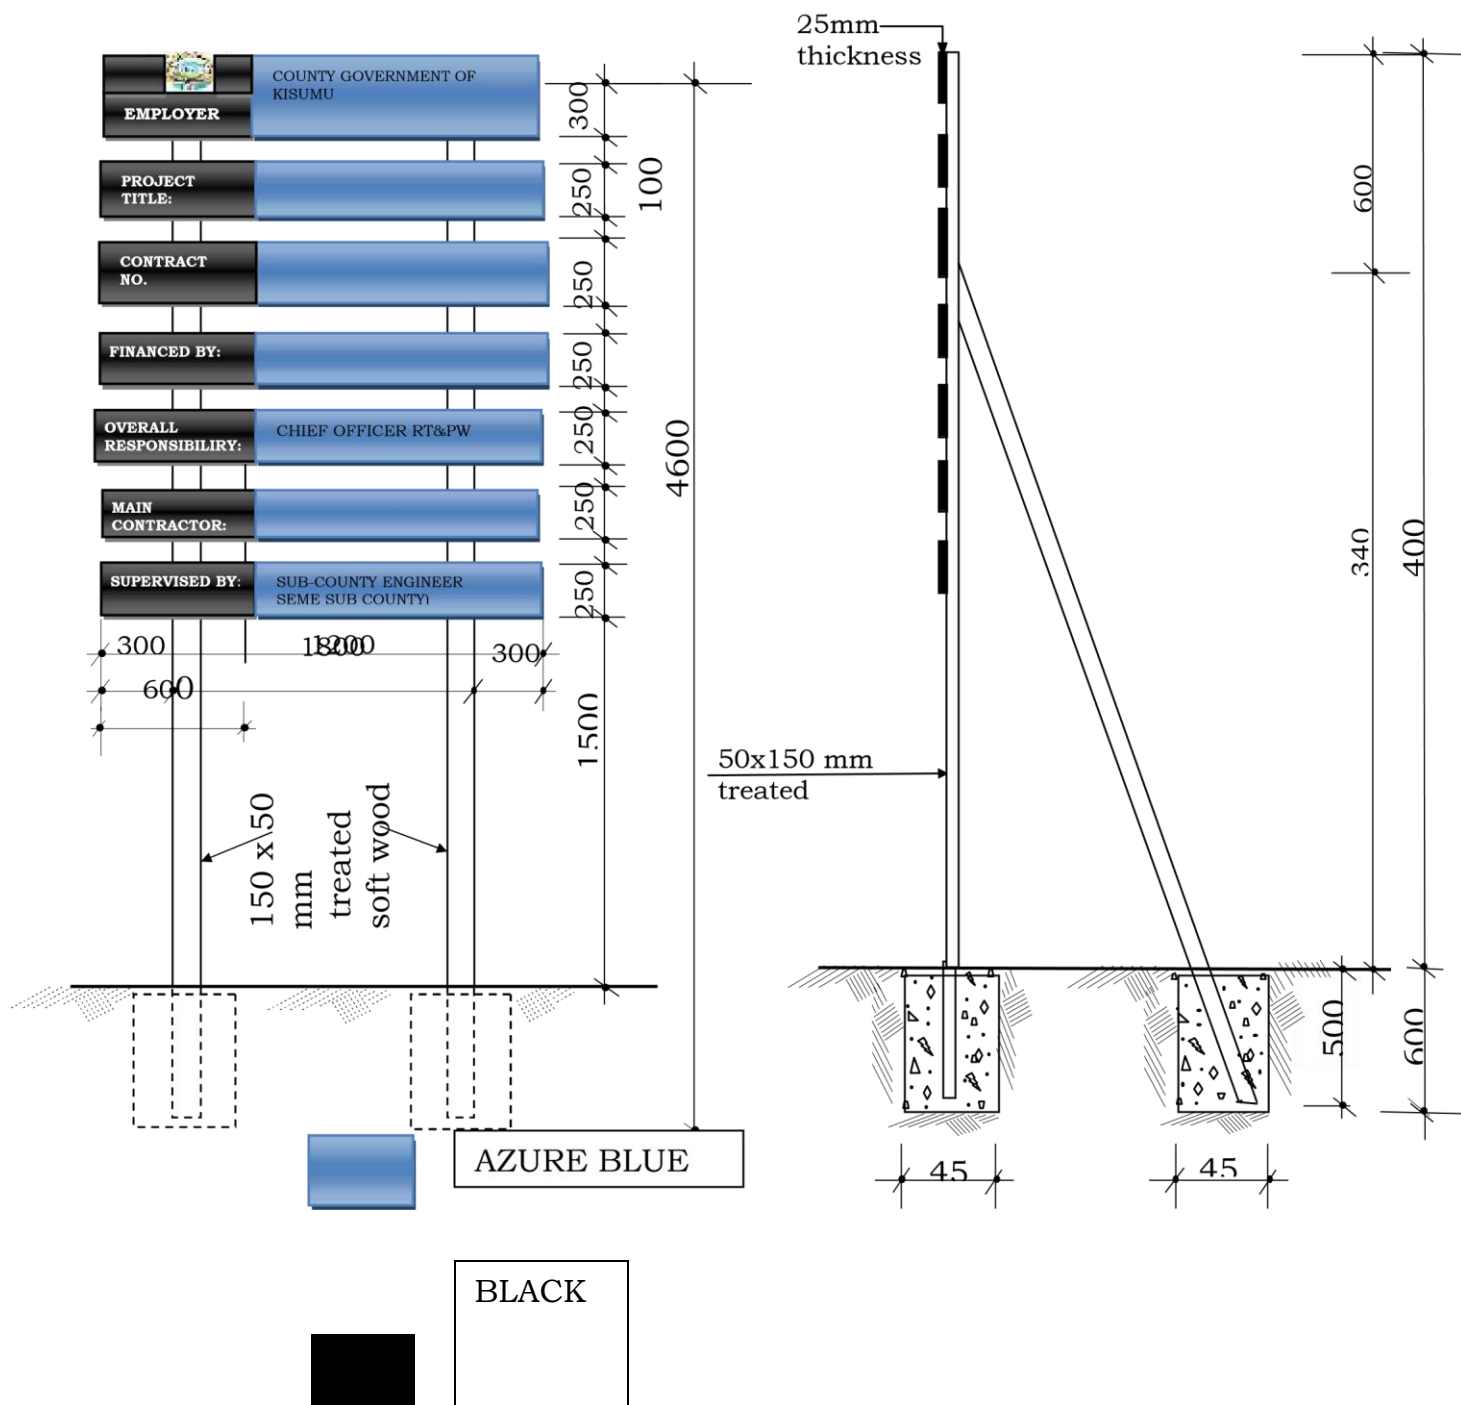 COUNTY GOVERNMENT OF
KISUMU
EMPLOYER
PROJECT
TITLE:
CONTRACT
NO.
FINANCED BY:
OVERALL
RESPONSIBILIRY:
CHIEF OFFICER RT&PW
MAIN
CONTRACTOR:
SUPERVISED BY:
SUB-COUNTY ENGINEER
SEME SUB COUNTY)
300
250
250
250
250
250
250
100
4600
1500
300
1800
1200
300
600
150 x 50
mm
treated
soft wood
AZURE BLUE
BLACK
25mm
thickness
50x150 mm
treated
600
340
400
500
600
45
45